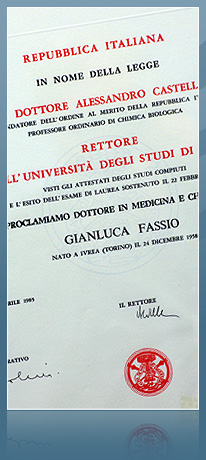 REPUBBLICA ITALIANA
IN NOME DELLA LEGGE
DOTTORE ALESSANDRO CASTELL
NDATORE DELL'ORDINE AL MERITO DELLA REPUBBLICA I
PROFESSORE ORDINARIO DI CHIMICA BIOLOGICA
RETTORE
LL'UNIVERSITÀ DEGLI STUDI DI
VISTI GLI ATTESTATI DEGLI STUDI COMPIUTI
E L'ESITO DELL'ESAME DI LAUREA SOSTENUTO IL 22 FEBBR
PROCLAMIAMO DOTTORE IN MEDICINA E CH
GIANLUCA FASSIO
NATO A IVREA (TORINO) IL 24 DICEMBRE 1958
RILE 1985
IL RETTORE
RATIVO